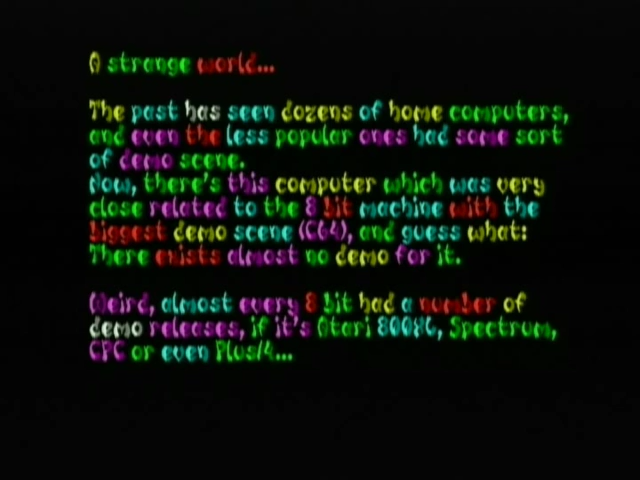 A strange world...
The past has seen dozens of home computers,
and even the less popular ones had some sort
of demo scene.
Now, there's this computer which was very
close related to the 8 bit machine with the
biggest demo scene (C64), and guess what:
There exists almost no demo for it.
Weird, almost every 8 bit had a number of
demo releases, if it's Atari 800XL, Spectrum,
CPC or even Plus/4...